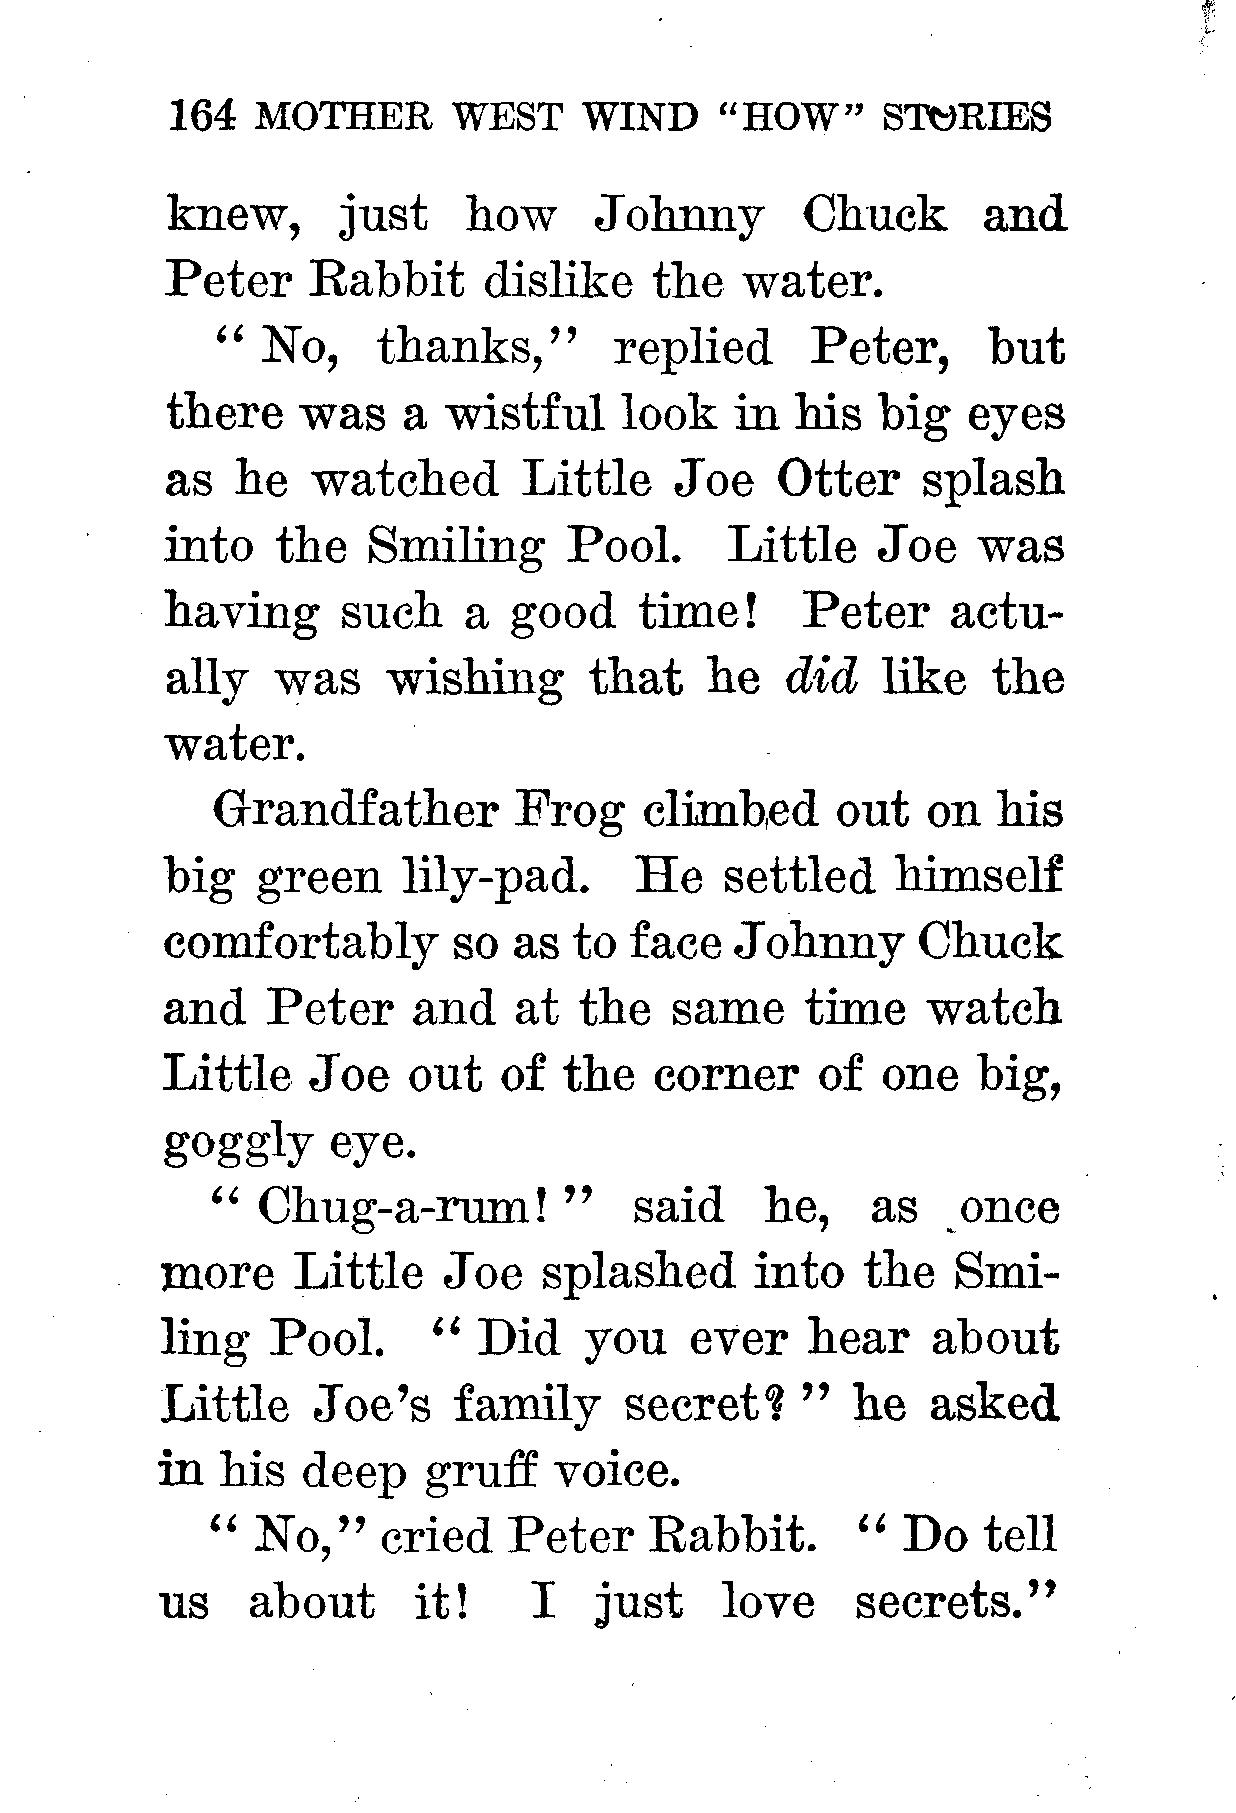 164 MOTHER WEST WIND "HOW" STORIES
knew, just how Johnny Chuck and
Peter Rabbit dislike the water.
" No, thanks," replied Peter, but
there was a wistful look in his big eyes
as he watched Little Joe Otter splash
into the Smiling Pool. Little Joe was
having such a good time! Peter actu-
ally was wishing that he did like the
water.
Grandfather Frog climbed out on his
big green lily-pad. He settled himself
comfortably so as to face Johnny Chuck
and Peter and at the same time watch
Little Joe out of the corner of one big,
goggly eye.
" Chug-a-rum! " said he, as once
more Little Joe splashed into the Smi-
ling Pool. " Did you ever hear about
Little Joe's family secret? " he asked
in his deep gruff voice.
" No," cried Peter Rabbit. " Do tell
us about it! I just love secrets."